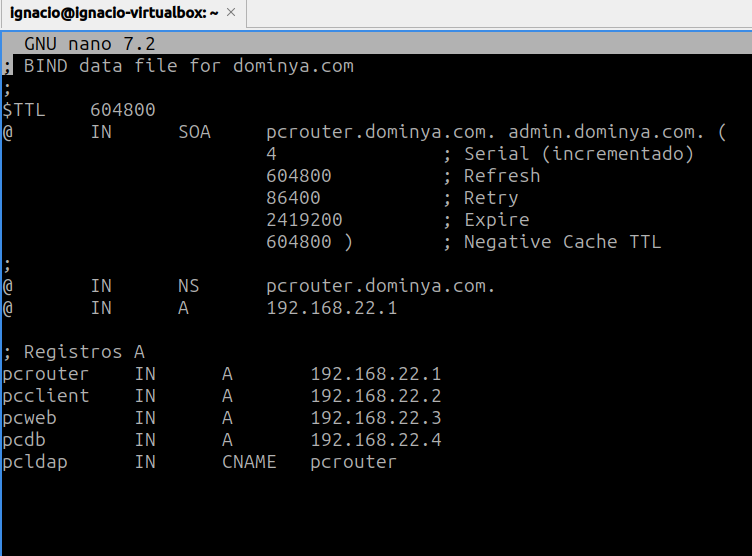 ignacio@ignacio-virtualbox: ~ ×
GNU nano 7.2
; BIND data file for dominya.com
;
$TTL 604800
@ IN SOA pcrouter.dominya.com. admin.dominya.com. (
4 ; Serial (incrementado)
604800 ; Refresh
86400 ; Retry
2419200 ; Expire
604800 ) ; Negative Cache TTL
;
@ IN NS pcrouter.dominya.com.
@ IN A 192.168.22.1
; Registros A
pcrouter IN A 192.168.22.1
pcclient IN A 192.168.22.2
pcweb IN A 192.168.22.3
pcdb IN A 192.168.22.4
pcldap IN CNAME pcrouter